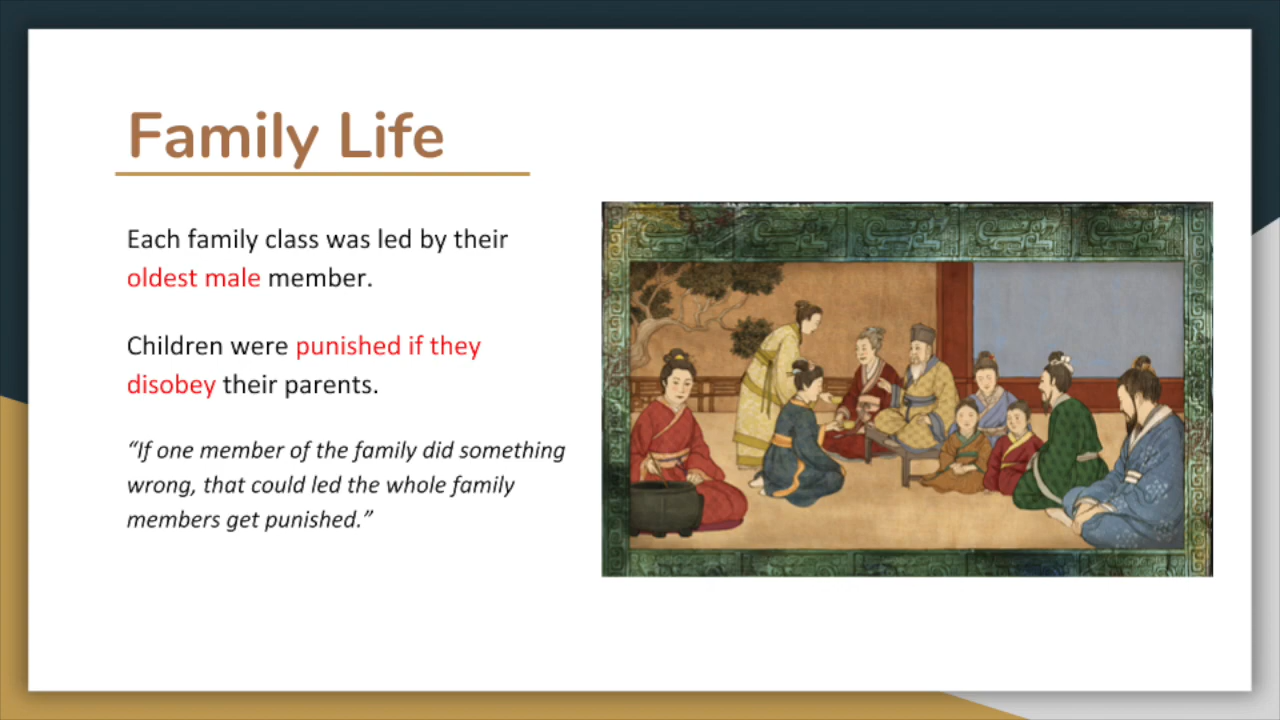 Family Life
Each family class was led by their
oldest male member.
Children were punished if they
disobey their parents.
“If one member of the family did something
wrong, that could led the whole family
members get punished.”